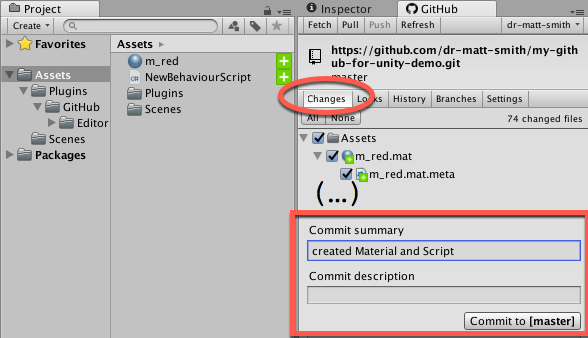 Project
Create
Favorites
Assets
Plugins
GitHub
Editor
Scenes
Packages
Assets
m_red
NewBehaviourScript
Plugins
Scenes
Inspector
GitHub
Fetch Pull Push Refresh dr-matt-smith
https://github.com/dr-matt-smith/my-gith
ub-for-unity-demo.git
master
Changes Locks History Branches Settings
All None 74 changed files
Assets
m_red.mat
m_red.mat.meta
(...)
Commit summary
created Material and Script
Commit description
Commit to [master]